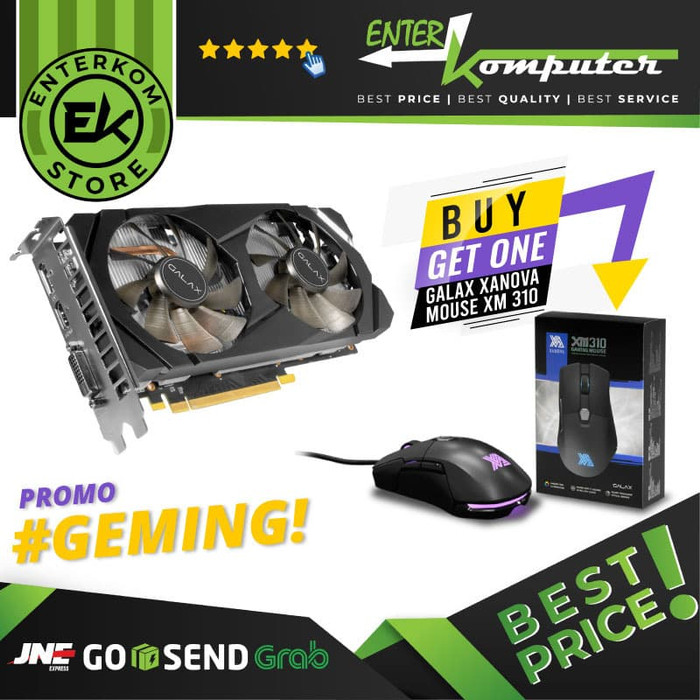 ENTERKOM
EK
STORE
ENTER
Komputer
BEST PRICE | BEST QUALITY | BEST SERVICE
GALAX
GALAX
BUY
GET ONE
GALAX XANOVA
MOUSE XM 310
XM310
GAMING MOUSE
GALAX
PROMO
#GEMING!
BEST
PRICE!
JNE
EXPRESS
GO SEND
Grab